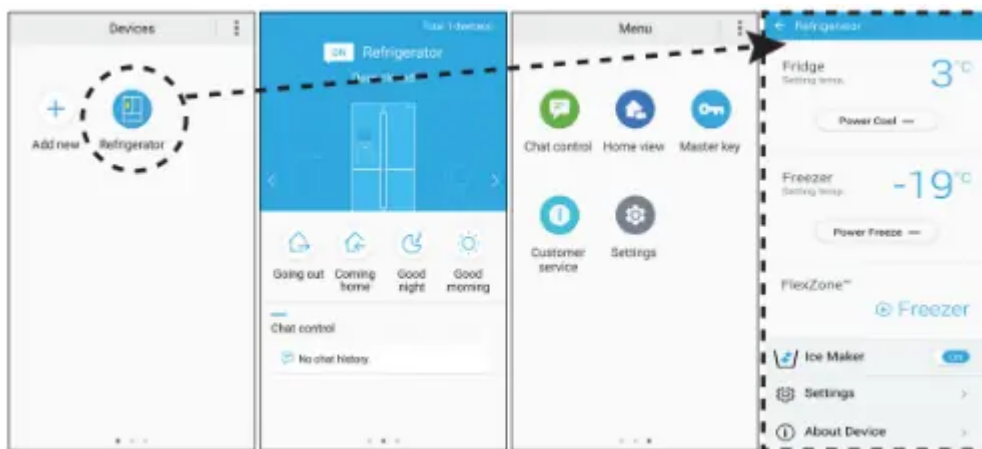 Devices
Add new
Refrigerator
Total 1 device(s)
ON Refrigerator
Going out
Coming home
Good night
Good morning
Chat control
No chat history.
Menu
Chat control
Home view
Master key
Customer service
Settings
Refrigerator
Fridge
Setting temp.
3°C
Power Cool
Freezer
Setting temp.
-19°C
Power Freeze
FlexZone™
Freezer
Ice Maker
ON
Settings
About Device